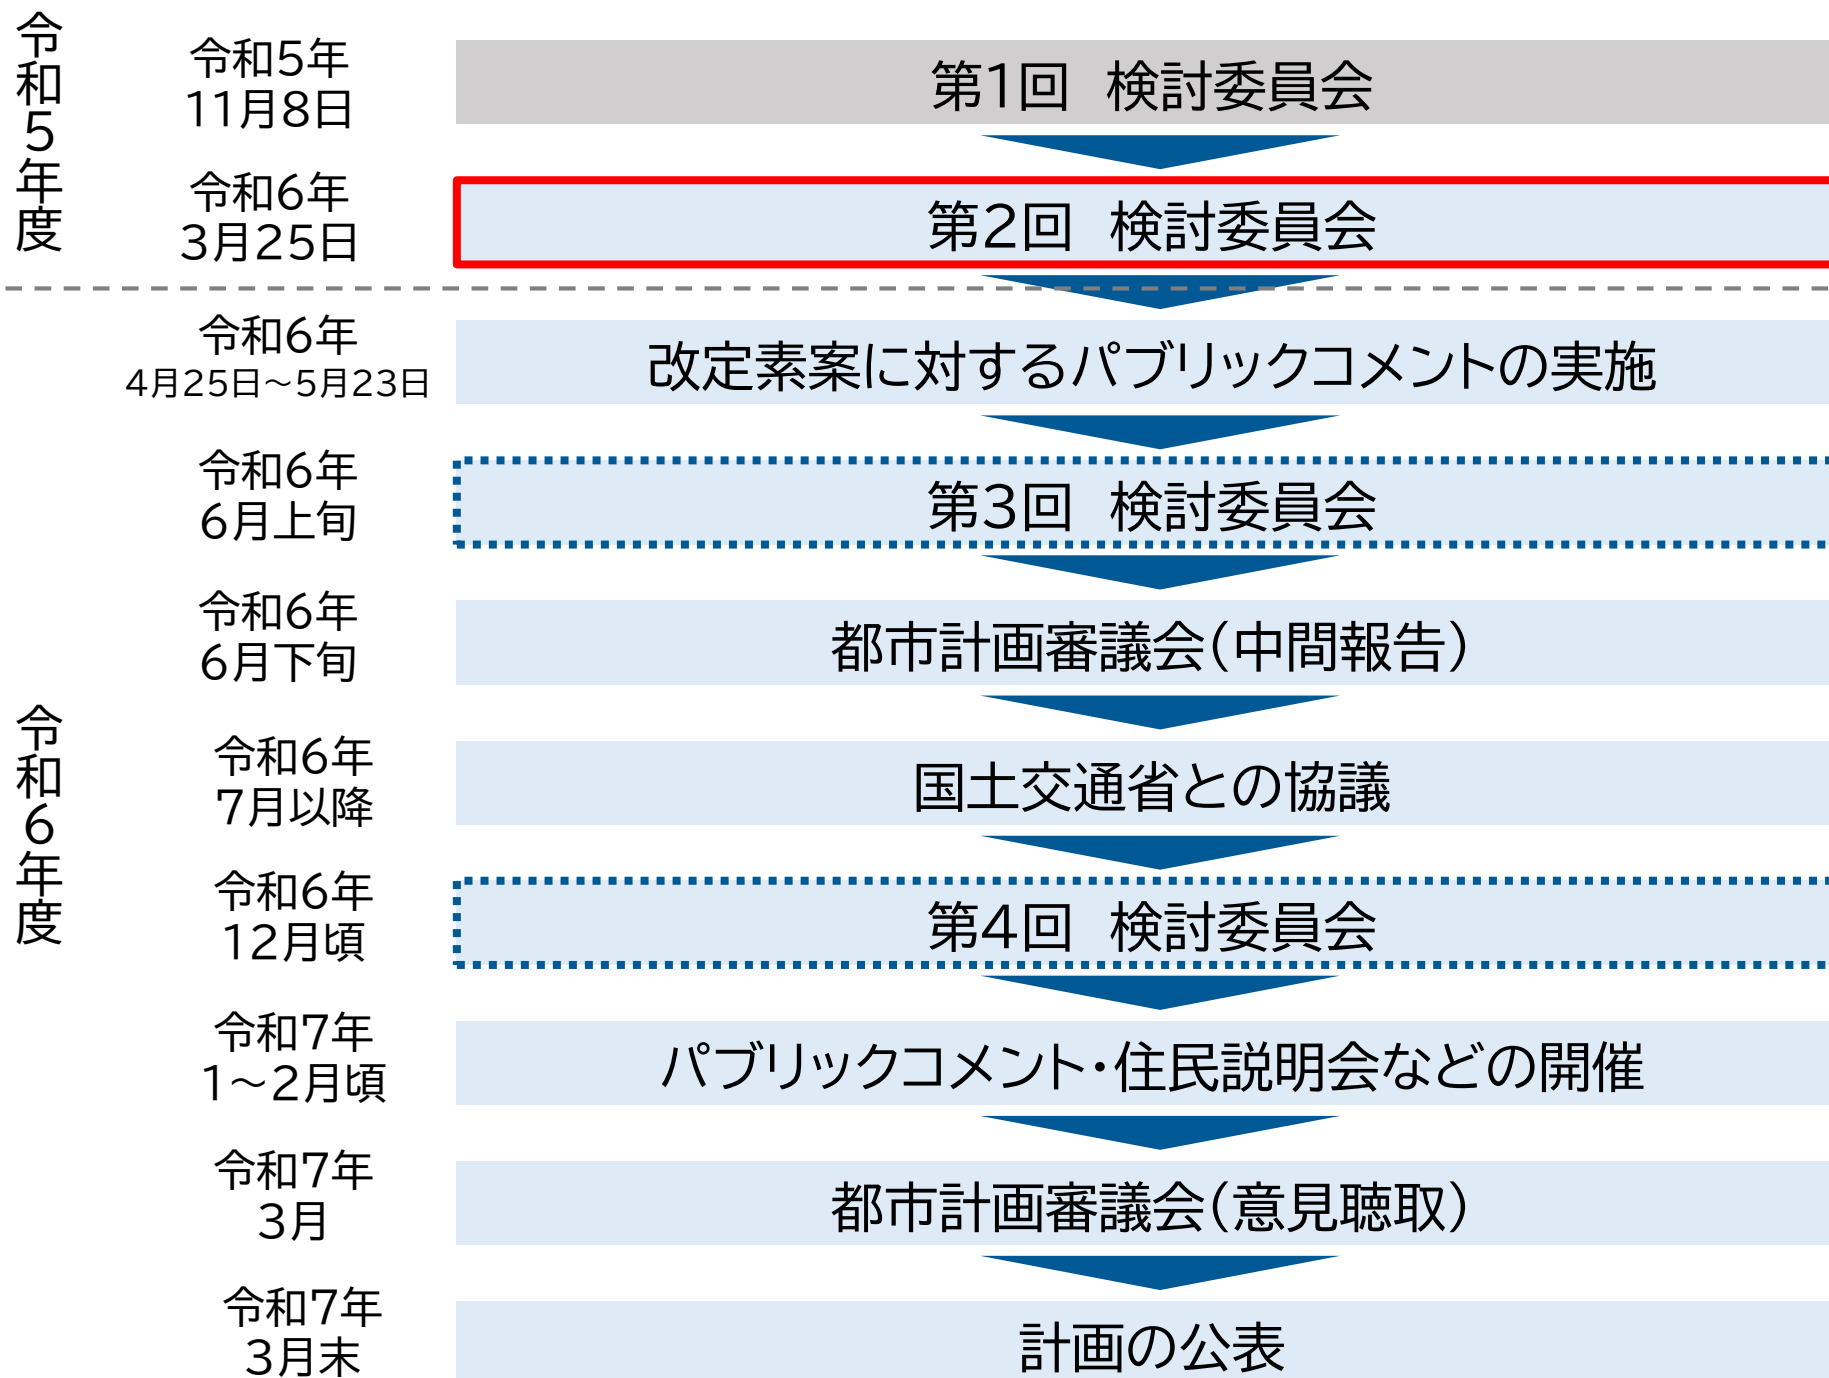 令和5年度
令和5年
11月8日
第1回　検討委員会
令和6年
3月25日
第2回　検討委員会
令和6年
4月25日～5月23日
改定素案に対するパブリックコメントの実施
令和6年度
令和6年
6月上旬
第3回　検討委員会
令和6年
6月下旬
都市計画審議会（中間報告）
令和6年
7月以降
国土交通省との協議
令和6年
12月頃
第4回　検討委員会
令和7年
1～2月頃
パブリックコメント・住民説明会などの開催
令和7年
3月
都市計画審議会（意見聴取）
令和7年
3月末
計画の公表